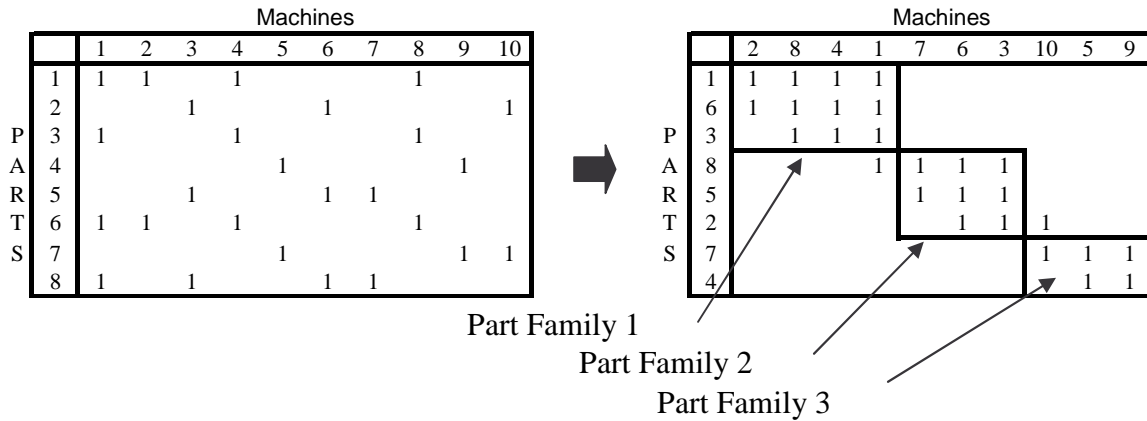 Machines Machines
1 2 3 4 5 6 7 8 9 10 2 8 4 1 7 6 3 10 5 9
1 1 1 1 1 1 1 1 1 1
2 1 1 1 6 1 1 1 1
P 3 1 1 1 P 3 1 1 1
A 4 1 1 A 8 1 1 1 1
R 5 1 1 1 R 5 1 1 1
T 6 1 1 1 1 T 2 1 1 1
S 7 1 1 1 S 7 1 1 1
8 1 1 1 1 4 1 1
Part Family 1
Part Family 2
Part Family 3